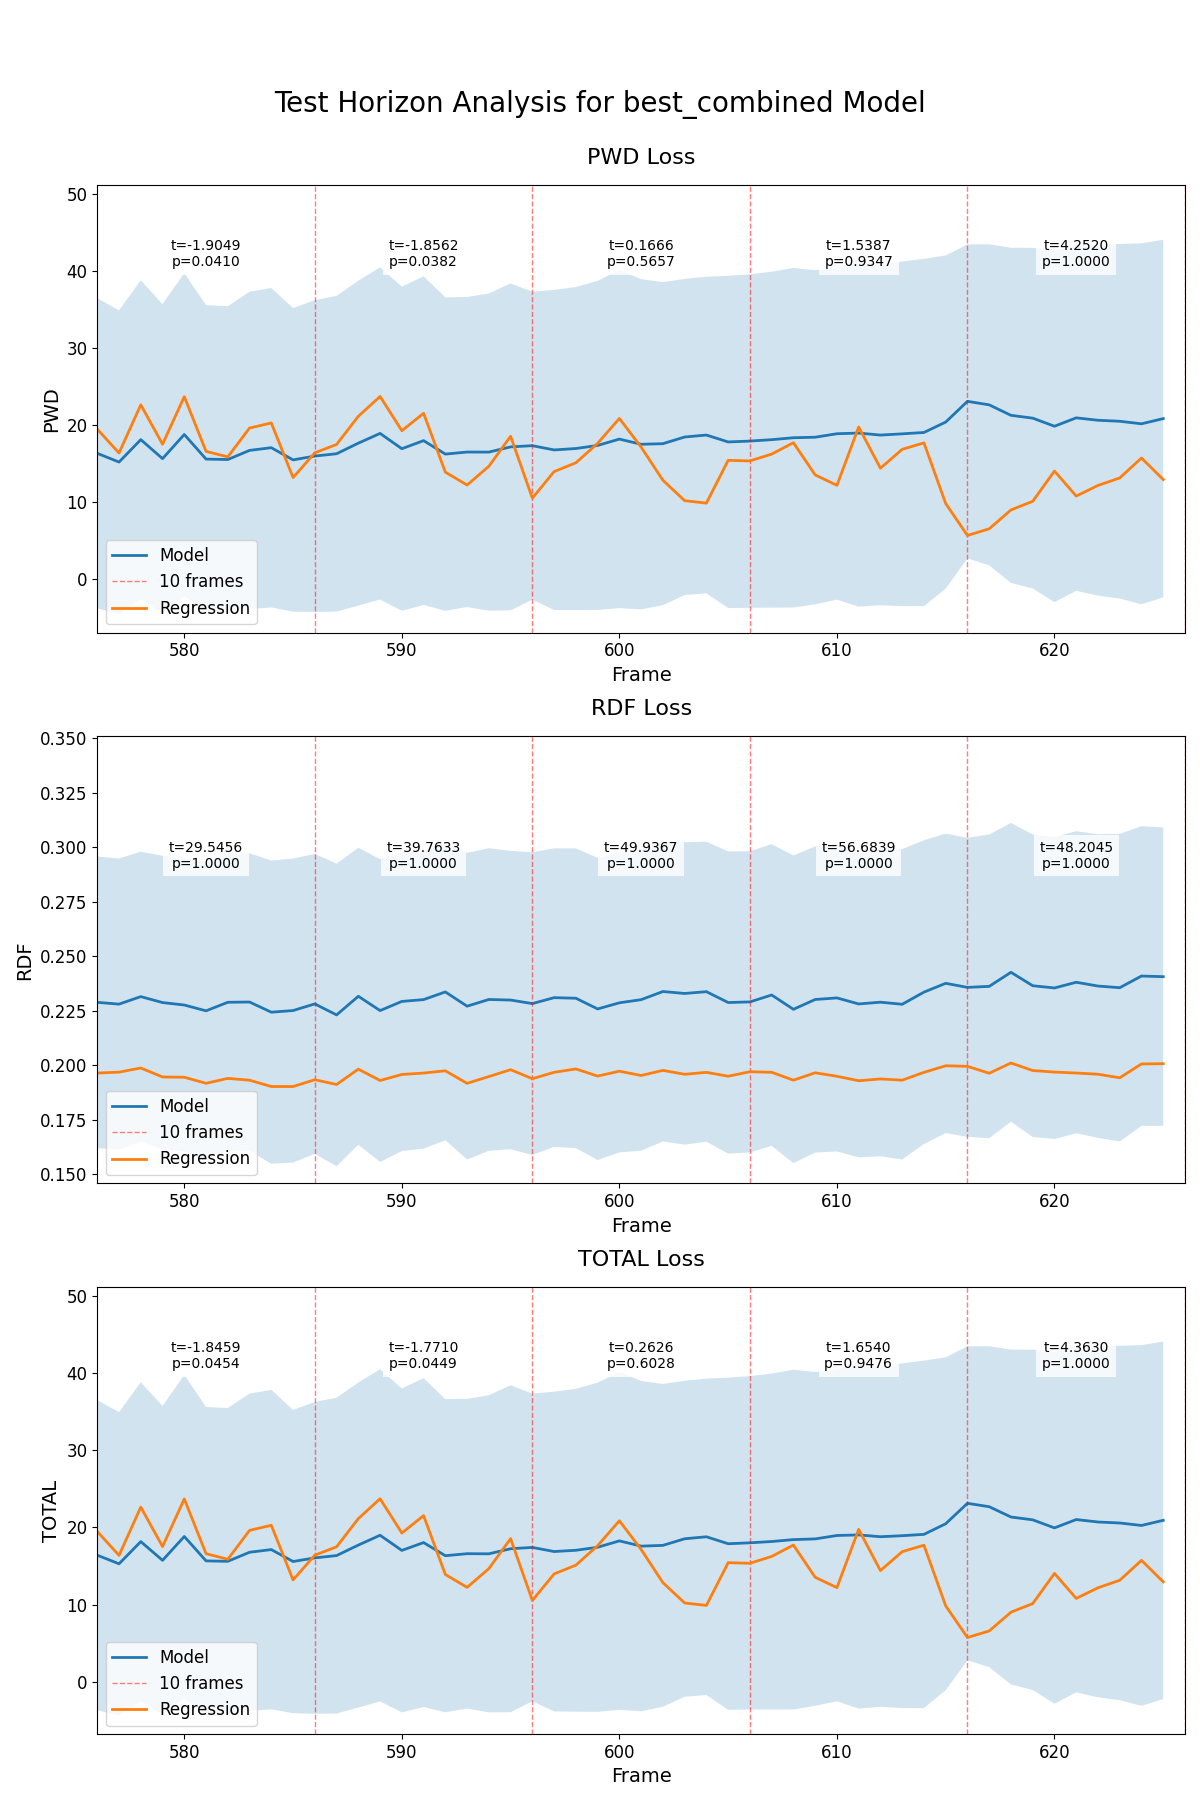 Test Horizon Analysis for best_combined Model
PWD Loss
50
40
30
20
10
0
PWD
t=-1.9049
p=0.0410
t=-1.8562
p=0.0382
t=0.1666
p=0.5657
t=1.5387
p=0.9347
t=4.2520
p=1.0000
Model
10 frames
Regression
580
590
600
610
620
Frame
RDF Loss
0.350
0.325
0.300
0.275
0.250
0.225
0.200
0.175
0.150
RDF
t=29.5456
p=1.0000
t=39.7633
p=1.0000
t=49.9367
p=1.0000
t=56.6839
p=1.0000
t=48.2045
p=1.0000
Model
10 frames
Regression
580
590
600
610
620
Frame
TOTAL Loss
50
40
30
20
10
0
TOTAL
t=-1.8459
p=0.0454
t=-1.7710
p=0.0449
t=0.2626
p=0.6028
t=1.6540
p=0.9476
t=4.3630
p=1.0000
Model
10 frames
Regression
580
590
600
610
620
Frame